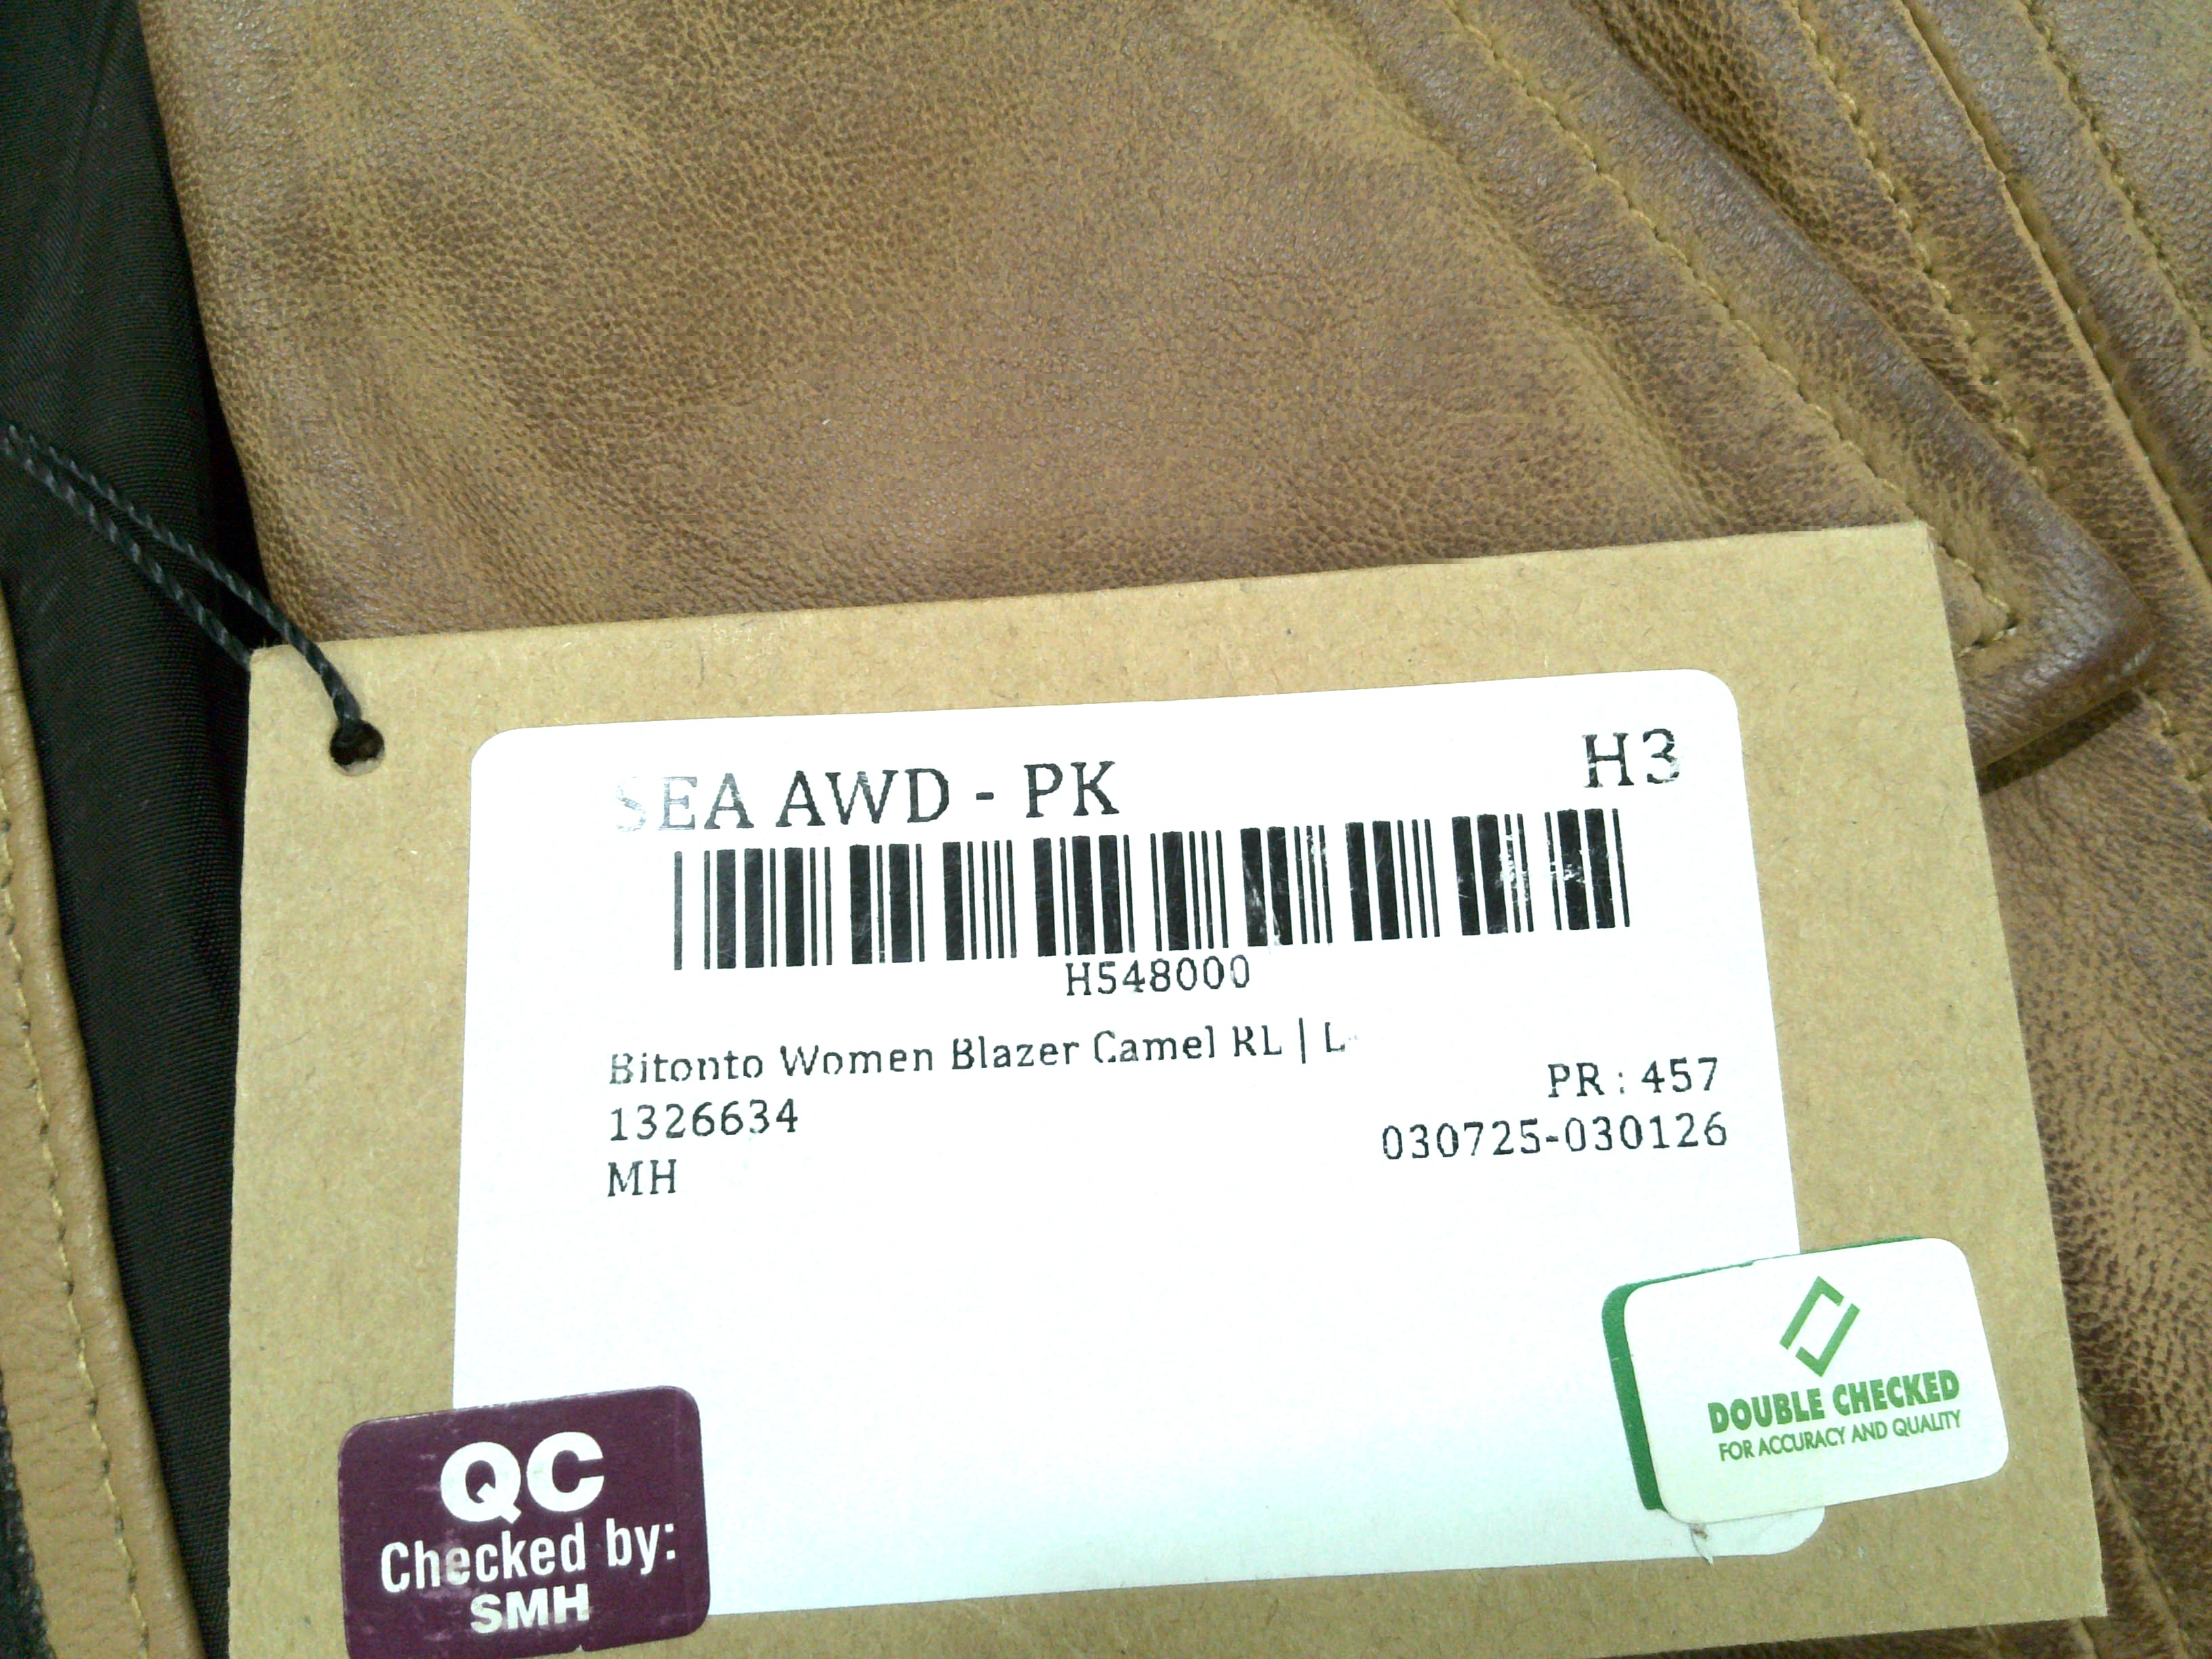 SEA AWD - PK
H3
H548000
Bitonto Women Blazer Camel RL | L
1326634
PR : 457
MH
030725-030126
QC
Checked by:
SMH
DOUBLE CHECKED
FOR ACCURACY AND QUALITY